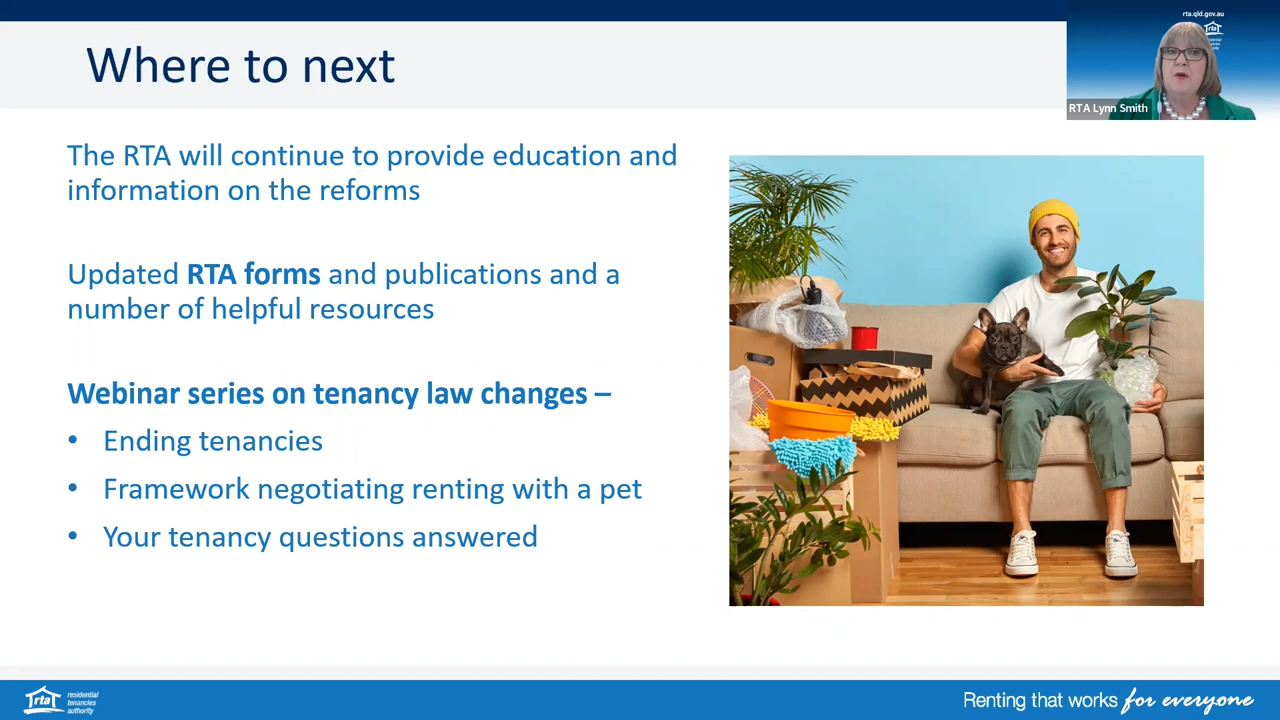 Where to next
rta.qld.gov.au
RTA Lynn Smith
The RTA will continue to provide education and
information on the reforms
Updated RTA forms and publications and a
number of helpful resources
Webinar series on tenancy law changes –
• Ending tenancies
• Framework negotiating renting with a pet
• Your tenancy questions answered
rta
residential
tenancies
authority
Renting that works for everyone